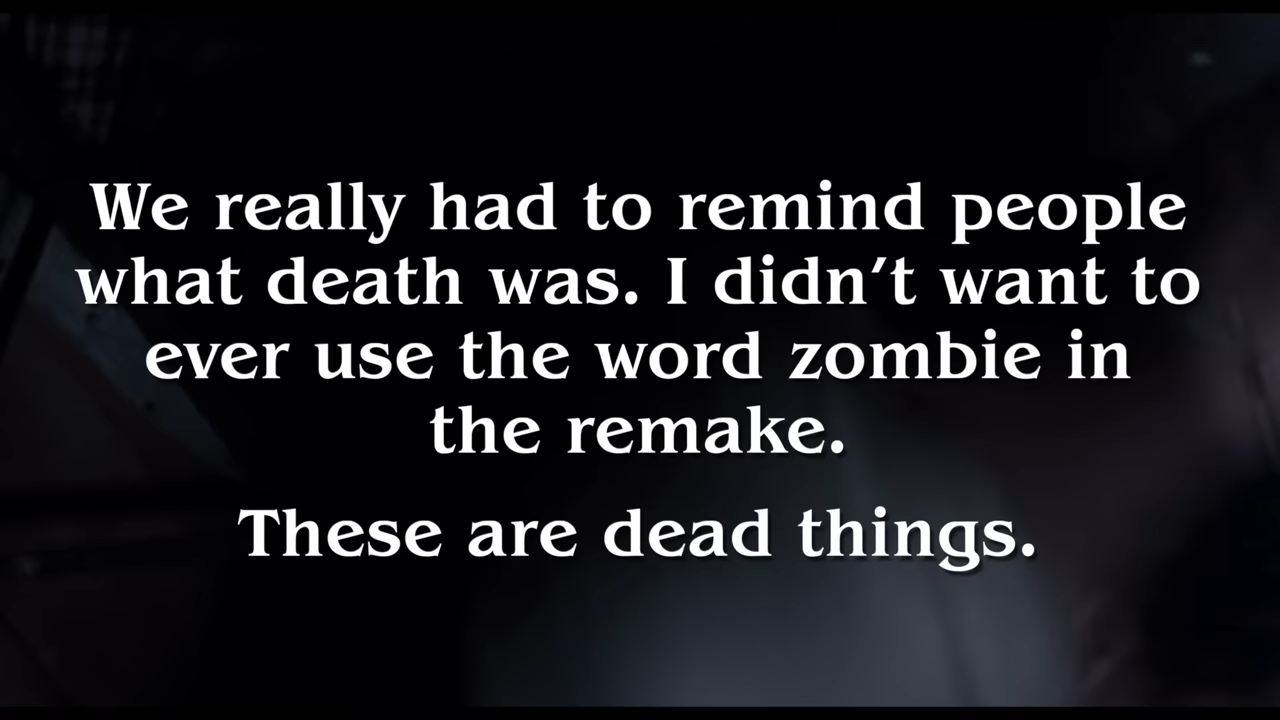 We really had to remind people
what death was. I didn’t want to
ever use the word zombie in
the remake.
These are dead things.